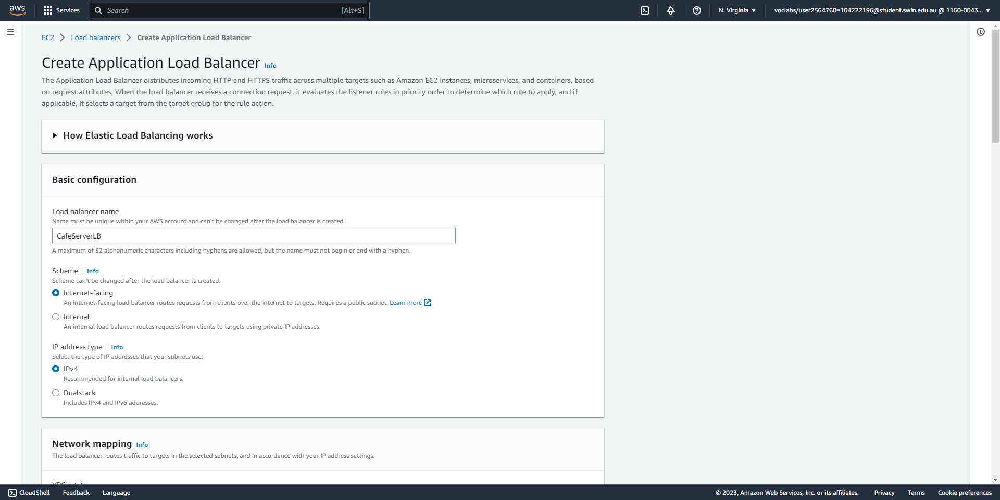 aws
Services
Search
[Alt+S]
N. Virginia
voclabs/user2564760=104222196@student.swin.edu.au @ 1160-0043...
EC2
Load balancers
Create Application Load Balancer
Create Application Load Balancer Info
The Application Load Balancer distributes incoming HTTP and HTTPS traffic across multiple targets such as Amazon EC2 instances, microservices, and containers, based
on request attributes. When the load balancer receives a connection request, it evaluates the listener rules in priority order to determine which rule to apply, and if
applicable, it selects a target from the target group for the rule action.
How Elastic Load Balancing works
Basic configuration
Load balancer name
Name must be unique within your AWS account and can't be changed after the load balancer is created.
CafeServerLB
A maximum of 32 alphanumeric characters including hyphens are allowed, but the name must not begin or end with a hyphen.
Scheme Info
Scheme can't be changed after the load balancer is created.
Internet-facing
An internet-facing load balancer routes requests from clients over the internet to targets. Requires a public subnet. Learn more
Internal
An internal load balancer routes requests from clients to targets using private IP addresses.
IP address type Info
Select the type of IP addresses that your subnets use.
IPv4
Recommended for internal load balancers.
Dualstack
Includes IPv4 and IPv6 addresses.
Network mapping Info
The load balancer routes traffic to targets in the selected subnets, and in accordance with your IP address settings.
VPC Info
CloudShell
Feedback
Language
© 2023, Amazon Web Services, Inc. or its affiliates.
Privacy
Terms
Cookie preferences